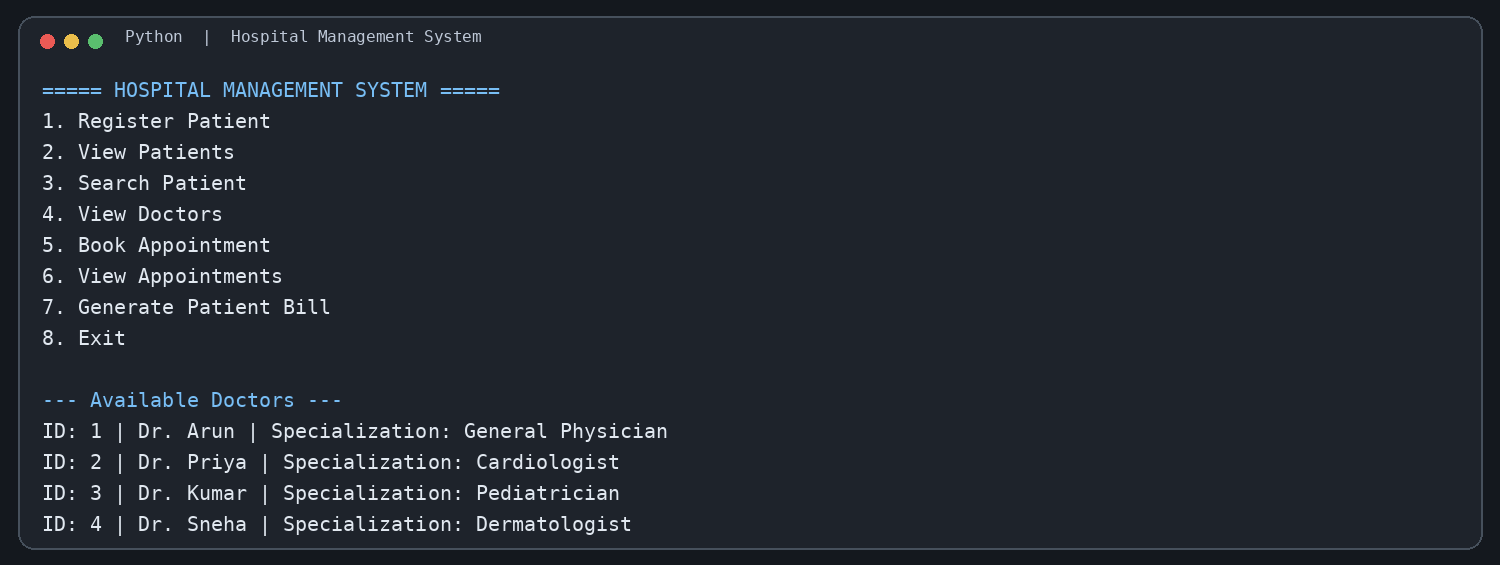 Python  |  Hospital Management System
===== HOSPITAL MANAGEMENT SYSTEM =====
1. Register Patient
2. View Patients
3. Search Patient
4. View Doctors
5. Book Appointment
6. View Appointments
7. Generate Patient Bill
8. Exit
--- Available Doctors ---
ID: 1 | Dr. Arun | Specialization: General Physician
ID: 2 | Dr. Priya | Specialization: Cardiologist
ID: 3 | Dr. Kumar | Specialization: Pediatrician
ID: 4 | Dr. Sneha | Specialization: Dermatologist